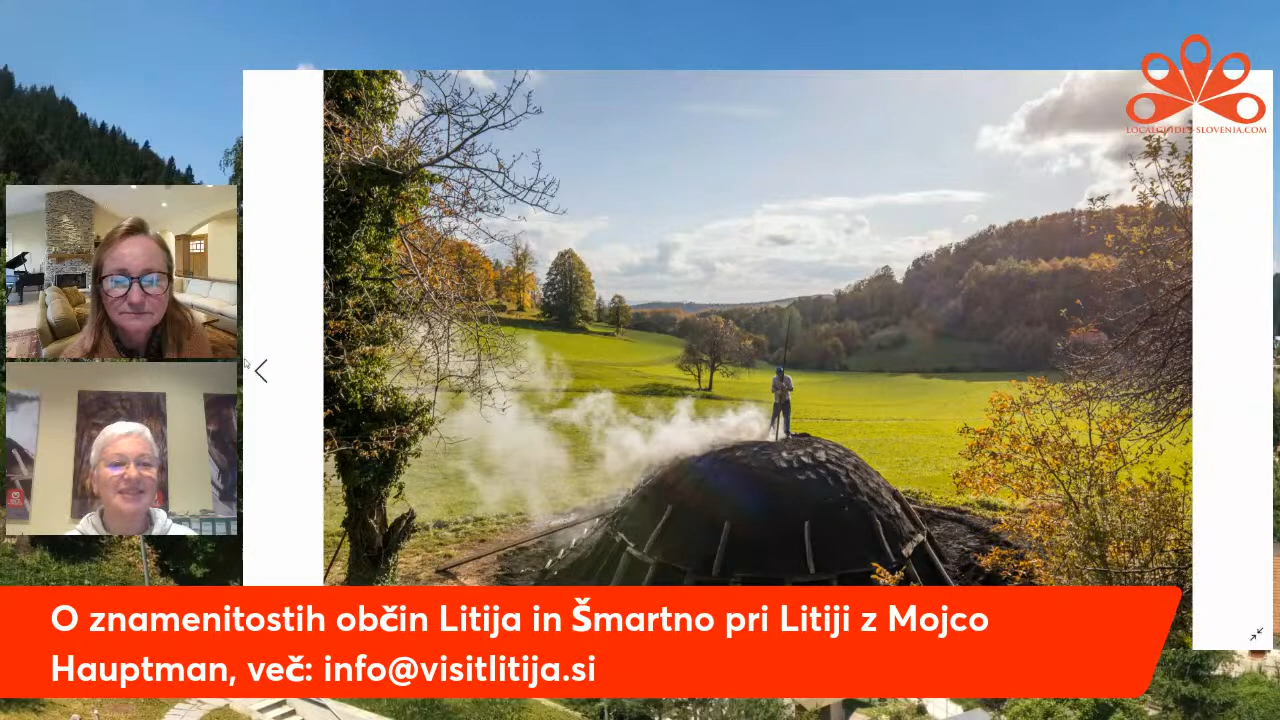 LOCALGUIDES-SLOVENIA.COM
O znamenitostih občin Litija in Šmartno pri Litiji z Mojco
Hauptman, več: info@visitlitija.si